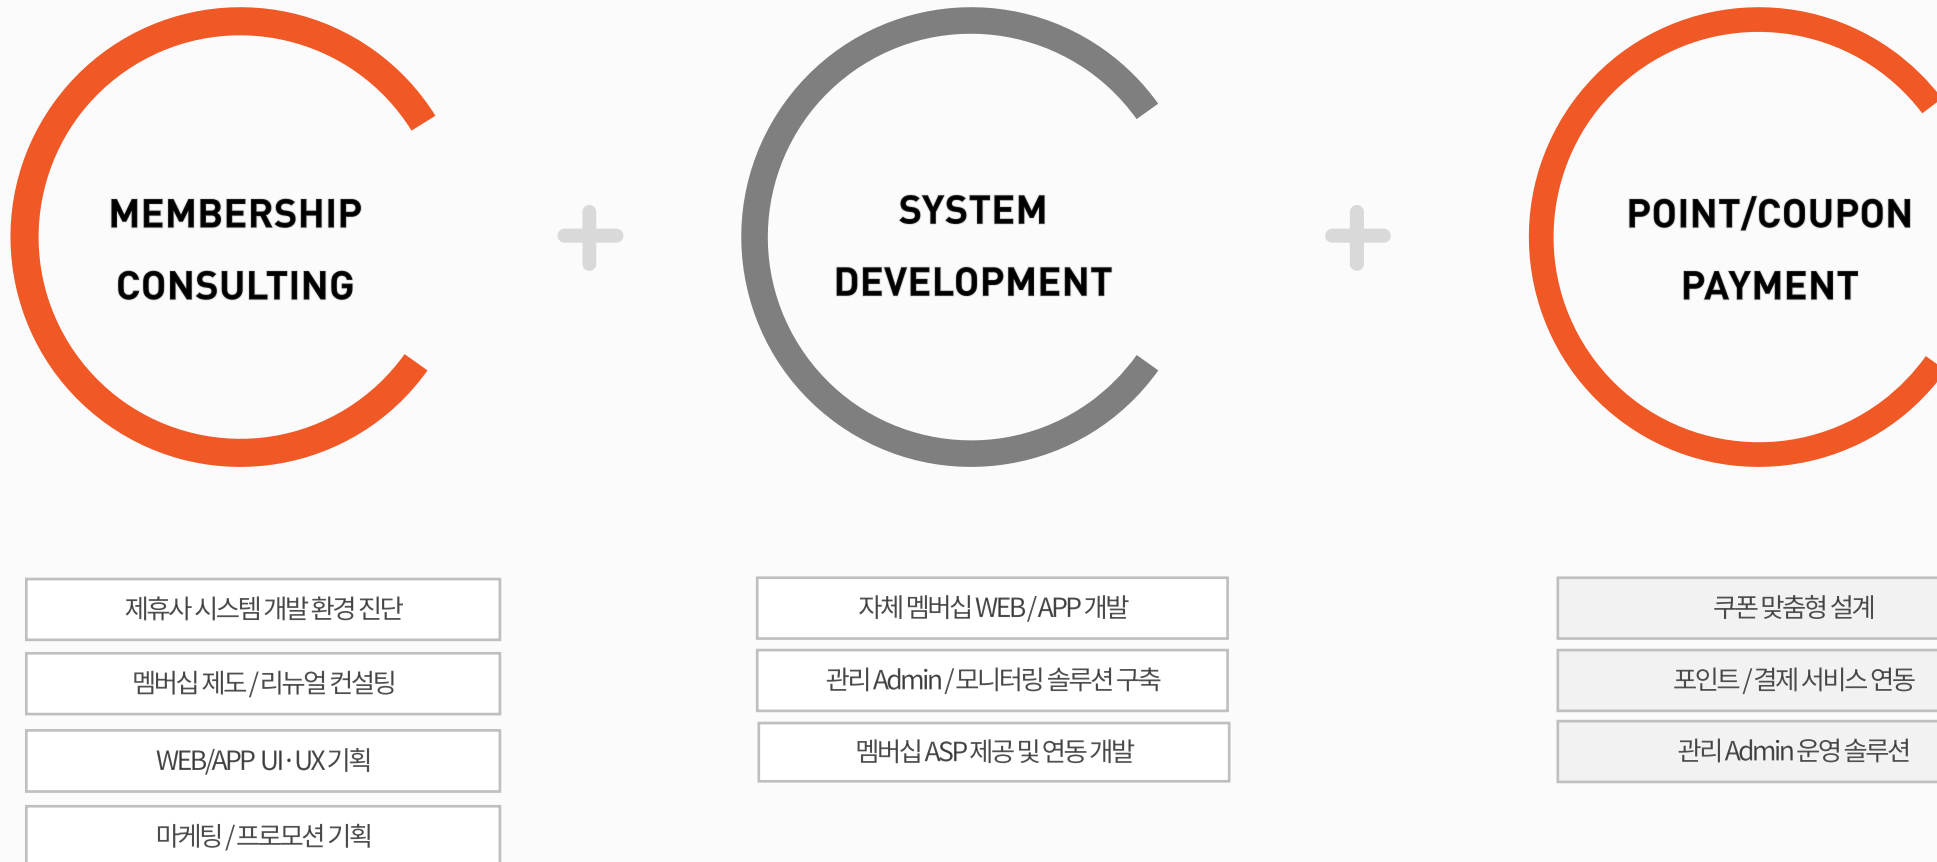 MEMBERSHIP
CONSULTING
SYSTEM
DEVELOPMENT
POINT/COUPON
PAYMENT
제휴사 시스템 개발 환경 진단
멤버십 제도 / 리뉴얼 컨설팅
WEB/APP UI·UX 기획
마케팅 / 프로모션 기획
자체 멤버십 WEB / APP 개발
관리 Admin / 모니터링 솔루션 구축
멤버십 ASP 제공 및 연동 개발
쿠폰 맞춤형 설계
포인트 / 결제 서비스 연동
관리 Admin 운영 솔루션